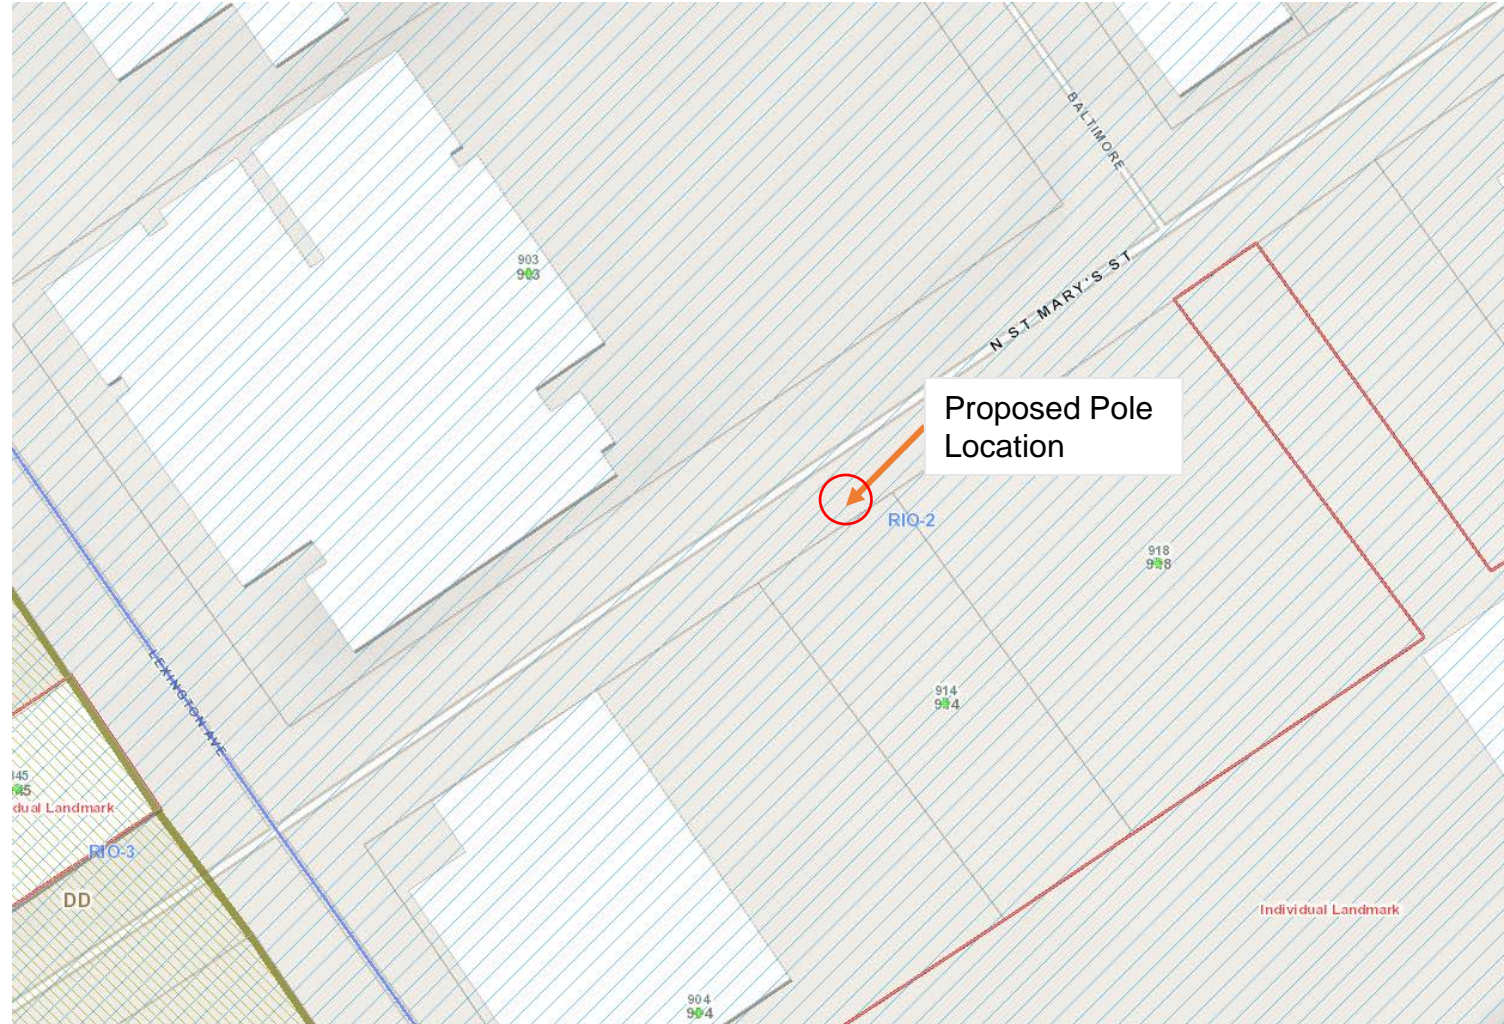 BALTIMORE
903
903
N ST MARY'S ST
Proposed Pole
Location
RIO-2
918
918
LEXINGTON AVE
914
914
345
dual Landmark
RIO-3
DD
Individual Landmark
904
904